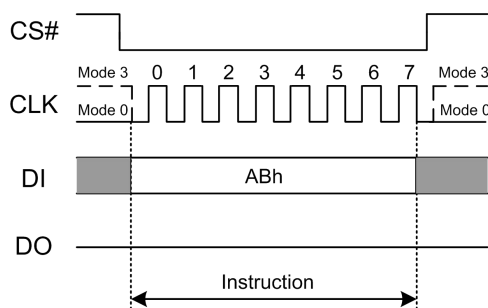 CS#
Mode 3 0 1 2 3 4 5 6 7 Mode 3
CLK
Mode 0 Mode 0
DI ABh
DO
Instruction